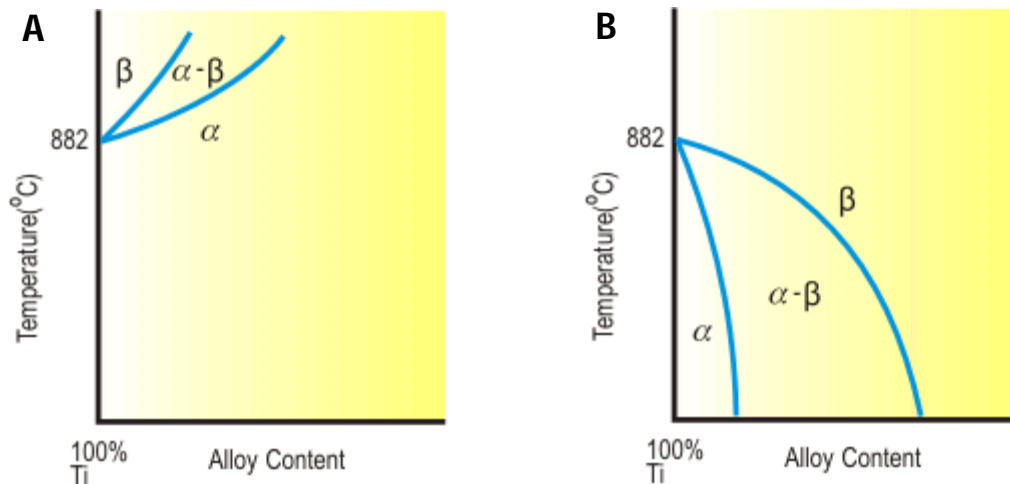 A
β
α-β
α
882
Temperature(°C)
100%
Ti
Alloy Content
B
β
α-β
α
882
Temperature(°C)
100%
Ti
Alloy Content